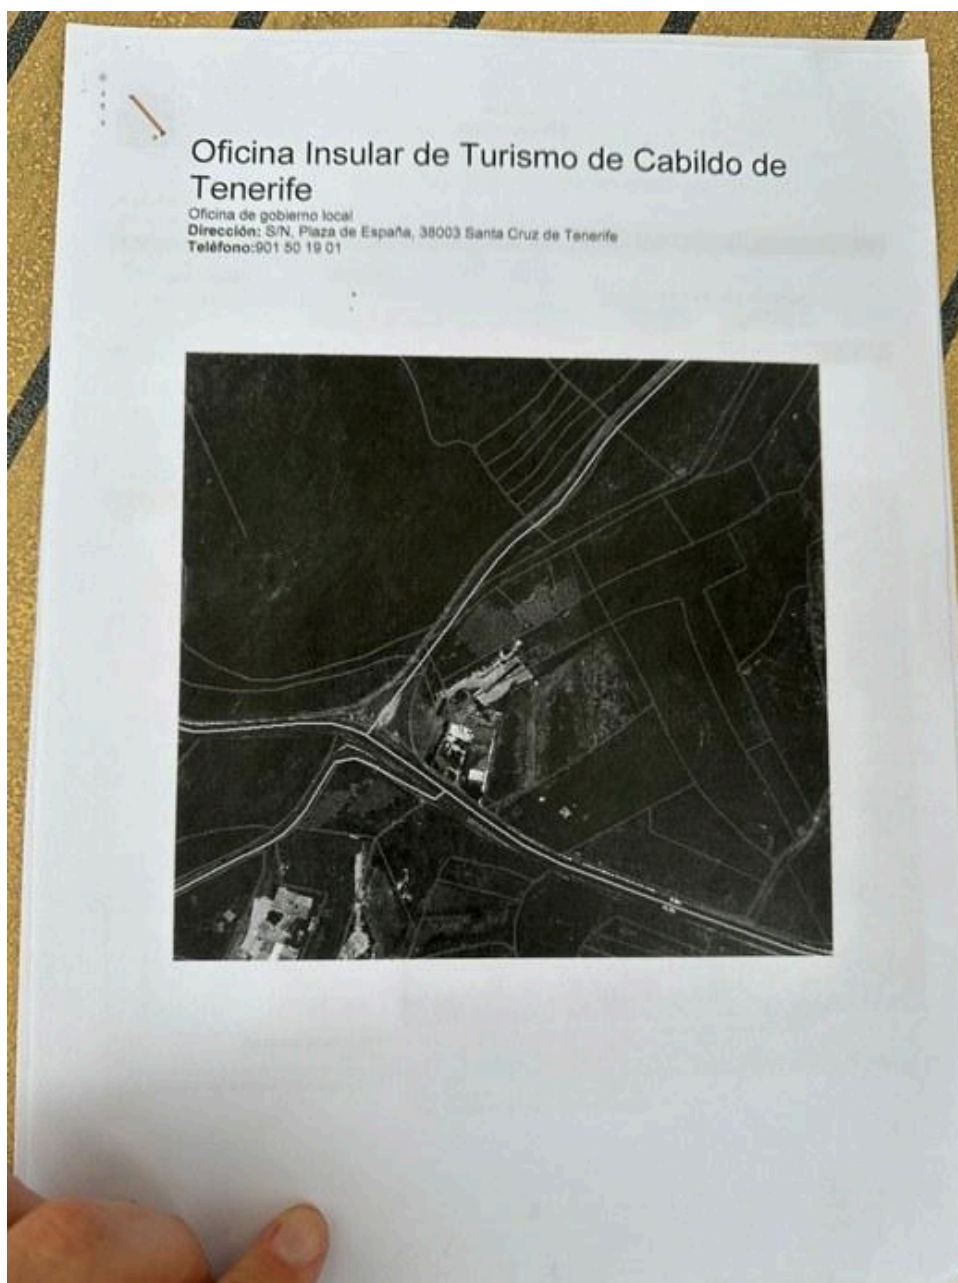 Oficina Insular de Turismo de Cabildo de
Tenerife
Oficina de gobierno local
Dirección: S/N, Plaza de España, 38003 Santa Cruz de Tenerife
Teléfono:901 50 19 01